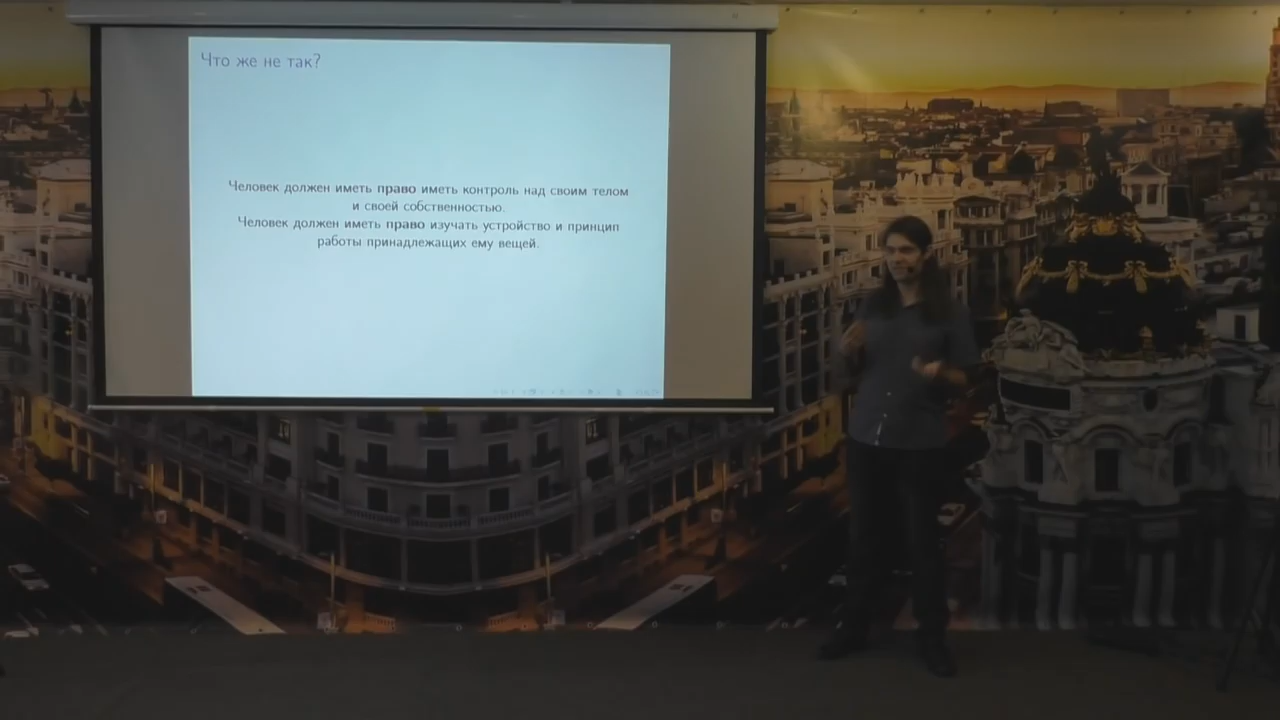 Что же не так?
Человек должен иметь право иметь контроль над своим телом
и своей собственностью.
Человек должен иметь право изучать устройство и принцип
работы принадлежащих ему вещей.